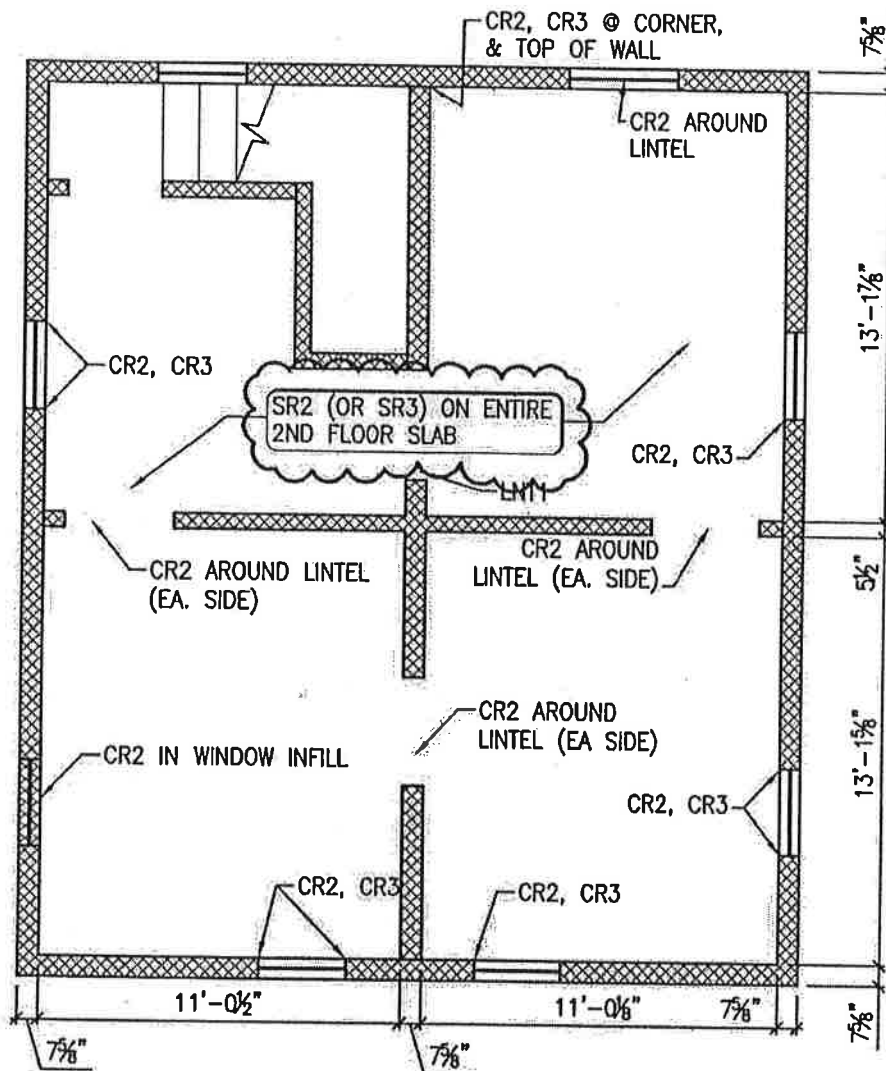 CR2, CR3 @ CORNER,
& TOP OF WALL
7⅝"
CR2 AROUND
LINTEL
13'-1⅞"
CR2, CR3
SR2 (OR SR3) ON ENTIRE
2ND FLOOR SLAB
CR2, CR3
LNT1
CR2 AROUND LINTEL
(EA. SIDE)
CR2 AROUND
LINTEL (EA. SIDE)
5½"
CR2 AROUND
LINTEL (EA SIDE)
CR2 IN WINDOW INFILL
13'-1⅝"
CR2, CR3
CR2, CR3
CR2, CR3
11'-0½"
11'-0⅛"
7⅝"
7⅝"
7⅝"
7⅝"